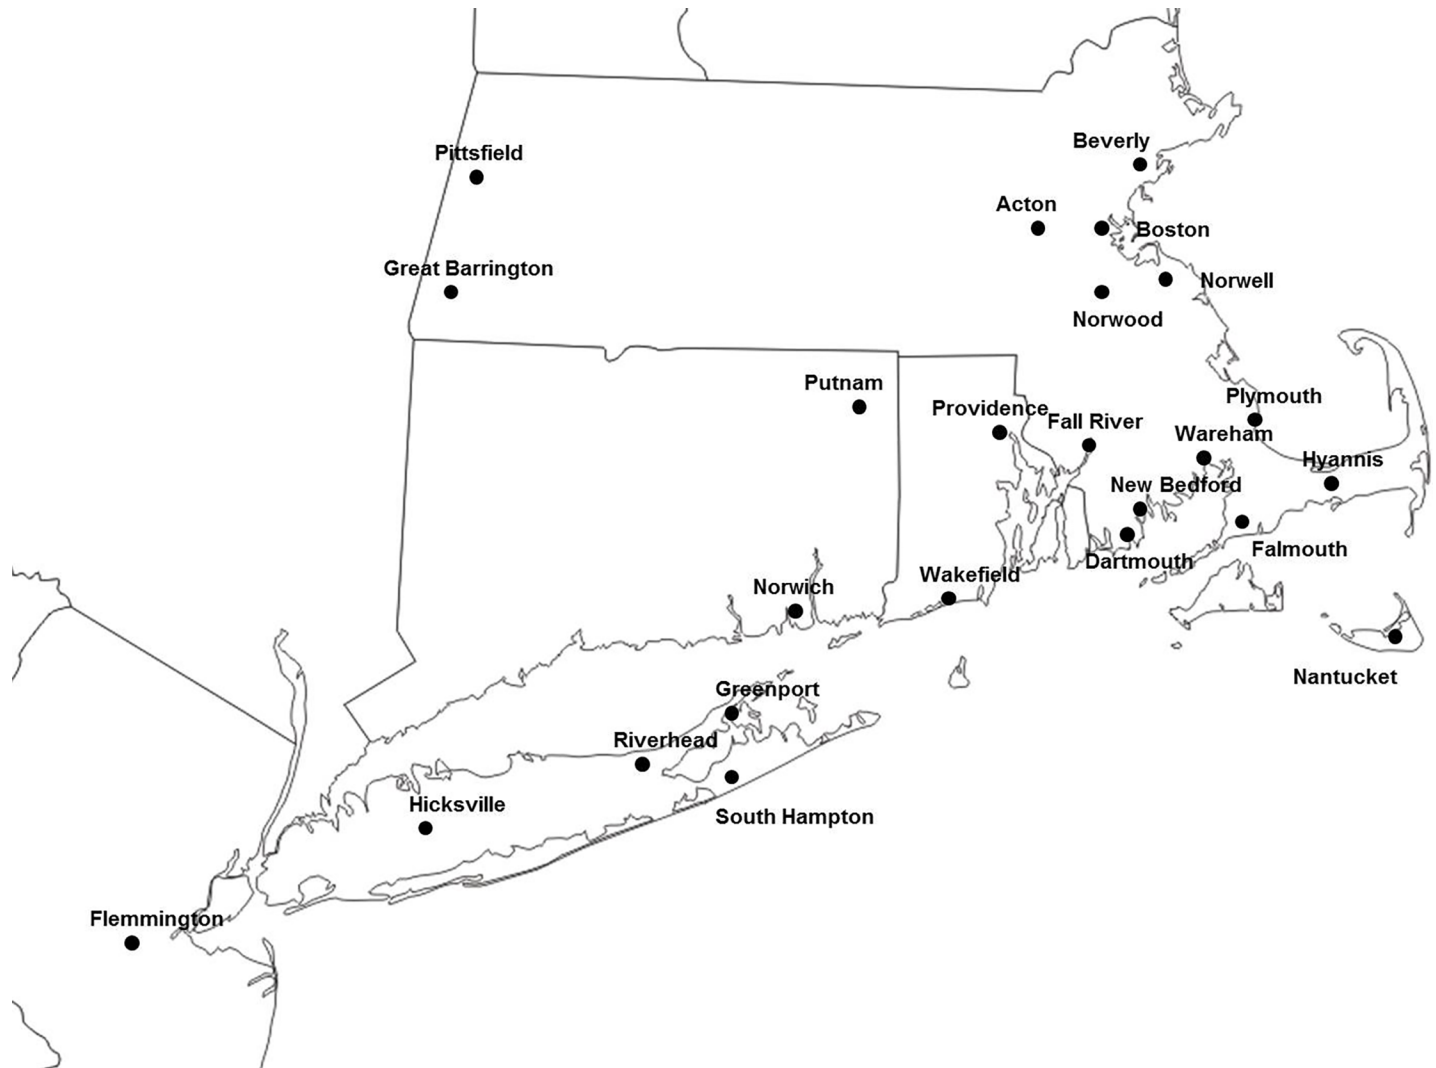 Beverly
Pittsfield
Acton
Boston
Great Barrington
Norwell
Norwood
Putnam
Plymouth
Providence
Fall River
Wareham
Hyannis
New Bedford
Falmouth
Dartmouth
Wakefield
Norwich
Nantucket
Greenport
Riverhead
Hicksville
South Hampton
Flemmington